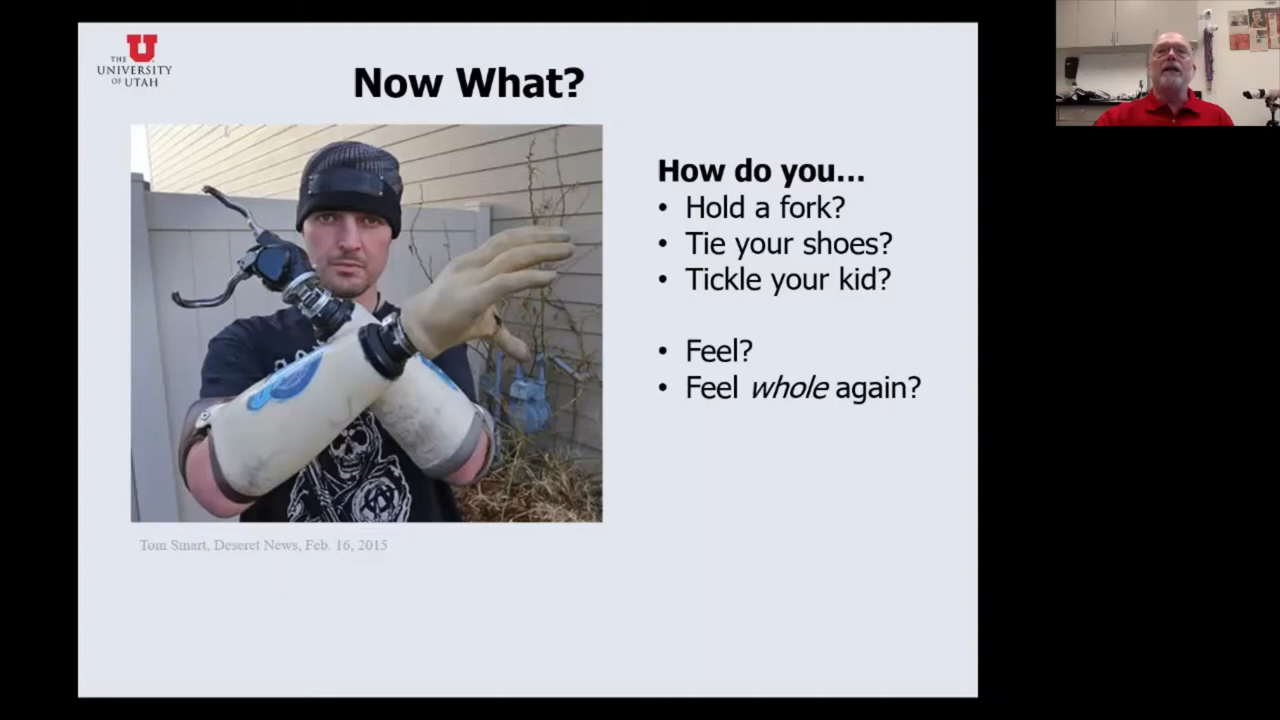 THE
UNIVERSITY
OF UTAH
Now What?
How do you...
• Hold a fork?
• Tie your shoes?
• Tickle your kid?
• Feel?
• Feel whole again?
Tom Smart, Deseret News, Feb. 16, 2015